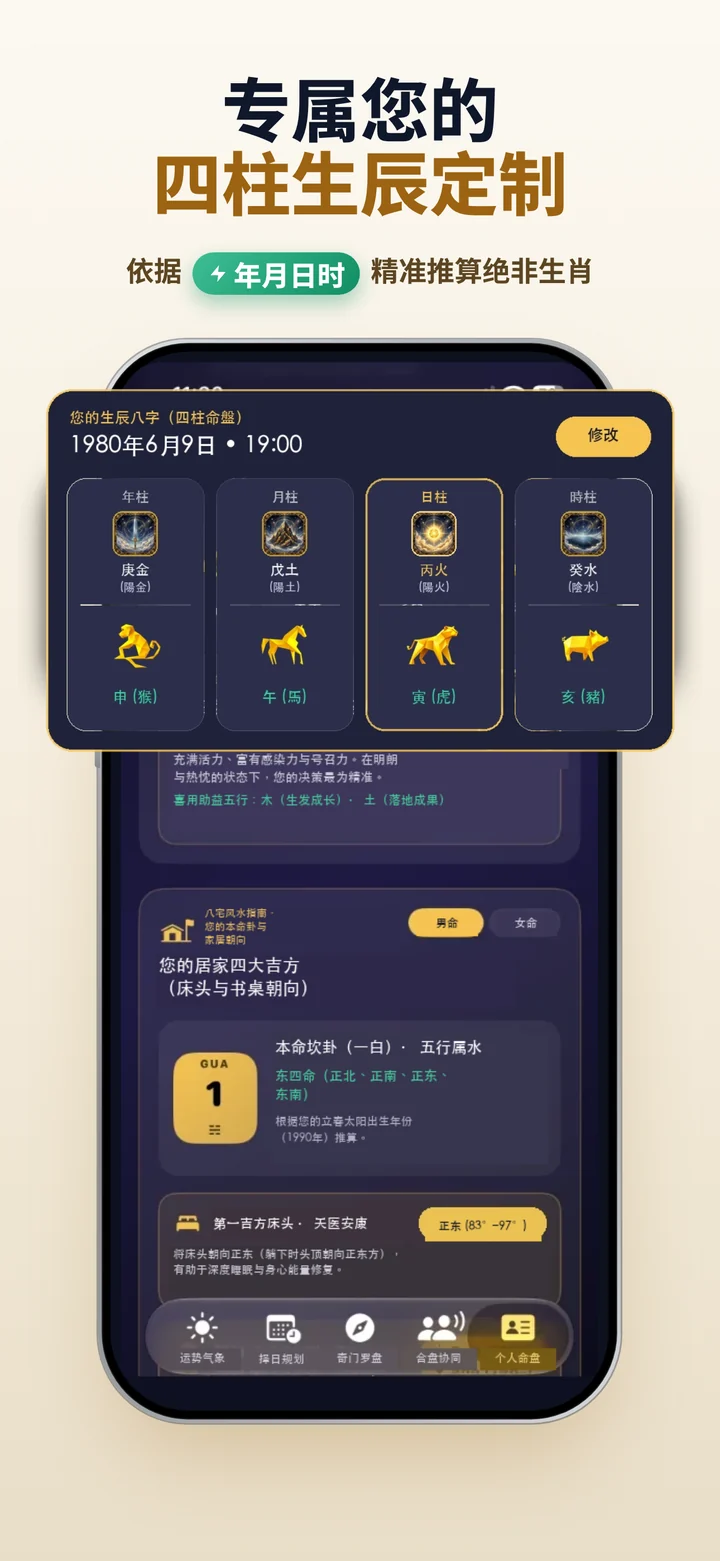 专属您的
四柱生辰定制
依据 年月日时 精准推算绝非生肖
您的生辰八字（四柱命盤）
1980年6月9日 • 19:00
修改
年柱
庚金
(陽金)
申 (猴)
月柱
戊土
(陽土)
午 (馬)
日柱
丙火
(陽火)
寅 (虎)
時柱
癸水
(陰水)
亥 (豬)
充满活力、富有感染力与号召力。在明朗
与热忱的状态下，您的决策最为精准。
喜用助益五行：木（生发成长）· 土（落地成果）
八宅风水指南·
您的本命卦与
家居朝向
男命
女命
您的居家四大吉方
（床头与书桌朝向）
GUA
1
本命坎卦（一白）· 五行属水
东四命（正北、正南、正东、
东南）
根据您的立春太阳出生年份
（1990年）推算。
第一吉方床头· 天医安康
正东 (83°-97°)
将床头朝向正东（躺下时头顶朝向正东方），
有助于深度睡眠与身心能量修复。
运势气象
择日规划
奇门罗盘
合盘协同
个人命盘